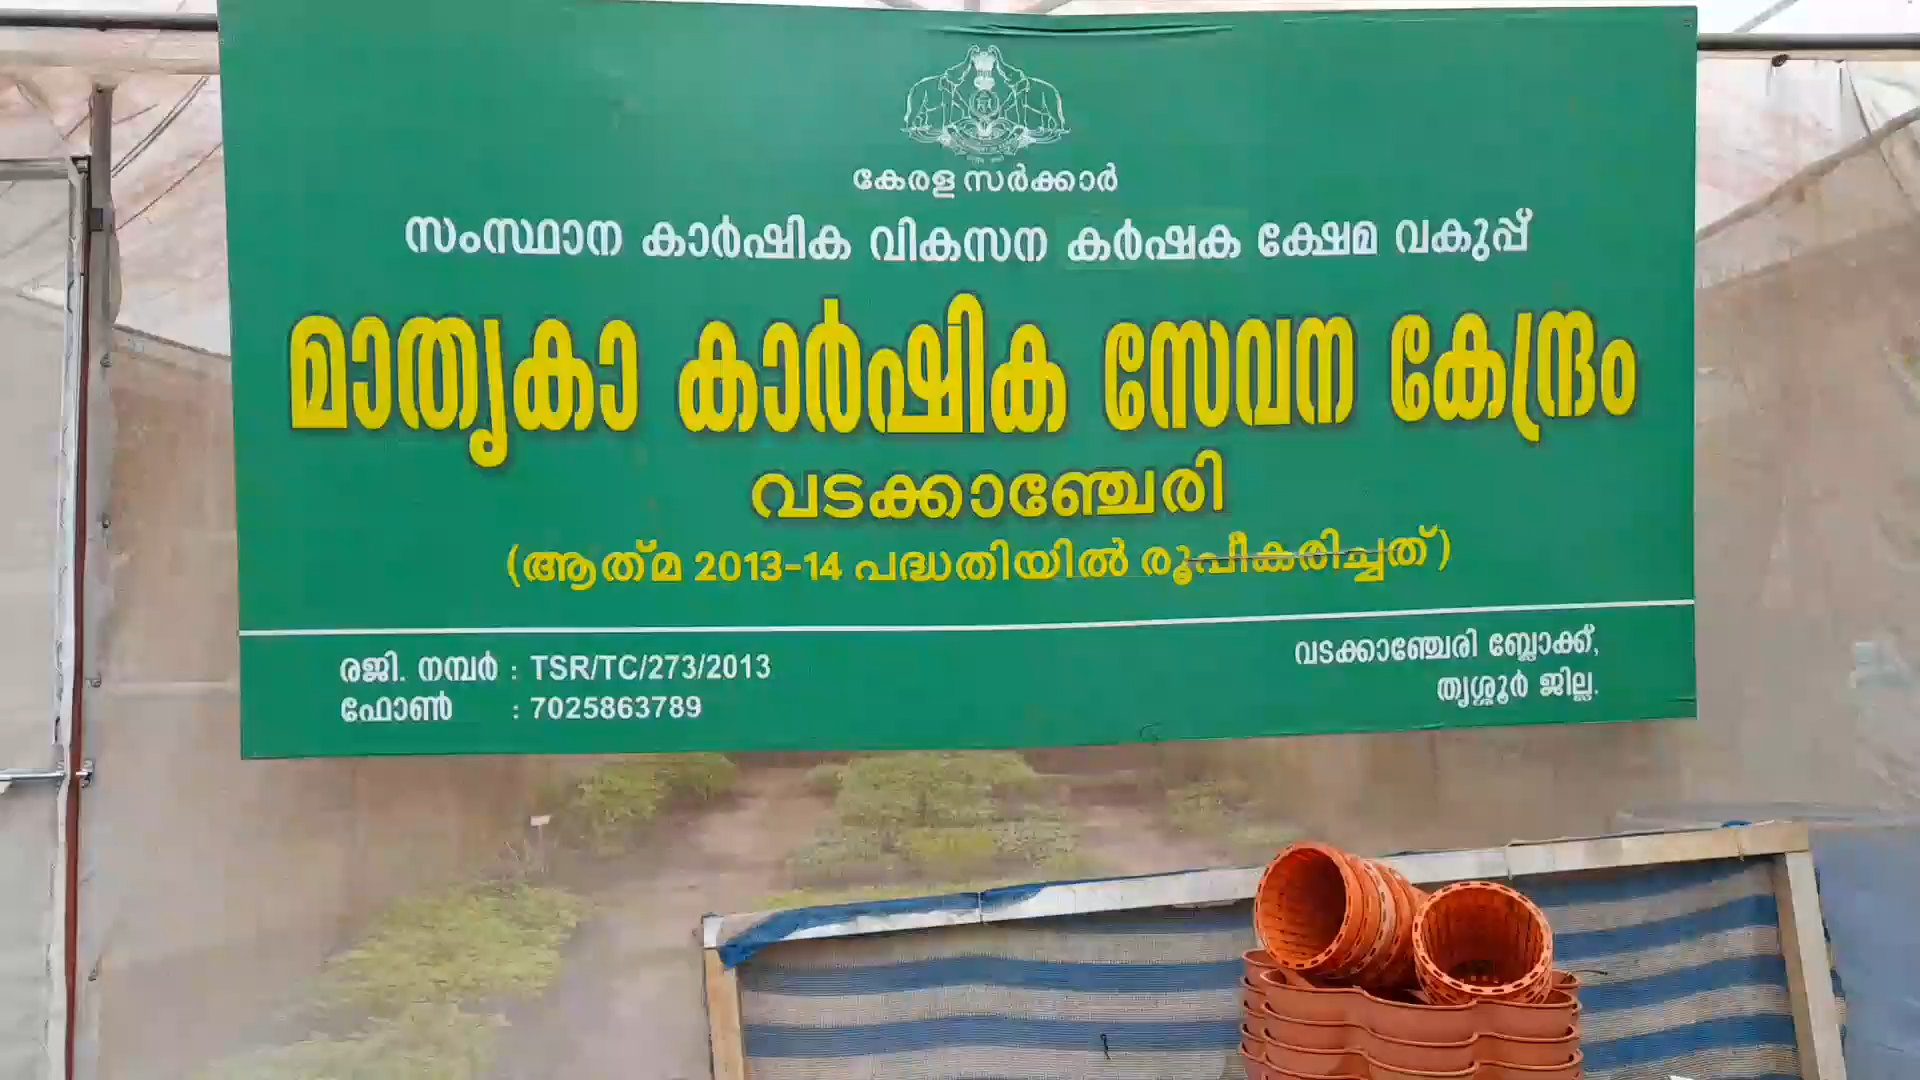 കേരള സർക്കാർ
സംസ്ഥാന കാർഷിക വികസന കർഷക ക്ഷേമ വകുപ്പ്
മാതൃകാ കാർഷിക സേവന കേന്ദ്രം
വടക്കാഞ്ചേരി
(ആത്മ 2013-14 പദ്ധതിയിൽ രൂപീകരിച്ചത്)
രജി. നമ്പർ : TSR/TC/273/2013
ഫോൺ : 7025863789
വടക്കാഞ്ചേരി ബ്ലോക്ക്,
തൃശ്ശൂർ ജില്ല.